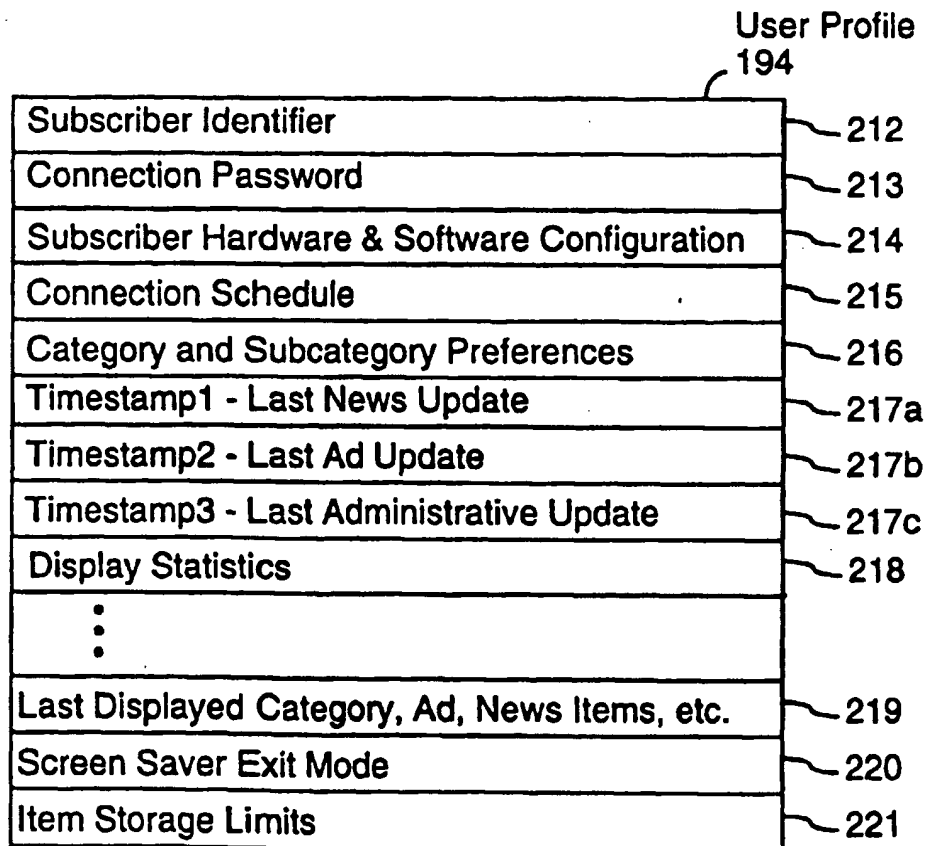 User Profile
194
Subscriber Identifier 212
Connection Password 213
Subscriber Hardware & Software Configuration 214
Connection Schedule 215
Category and Subcategory Preferences 216
Timestamp1 - Last News Update 217a
Timestamp2 - Last Ad Update 217b
Timestamp3 - Last Administrative Update 217c
Display Statistics 218
Last Displayed Category, Ad, News Items, etc. 219
Screen Saver Exit Mode 220
Item Storage Limits 221